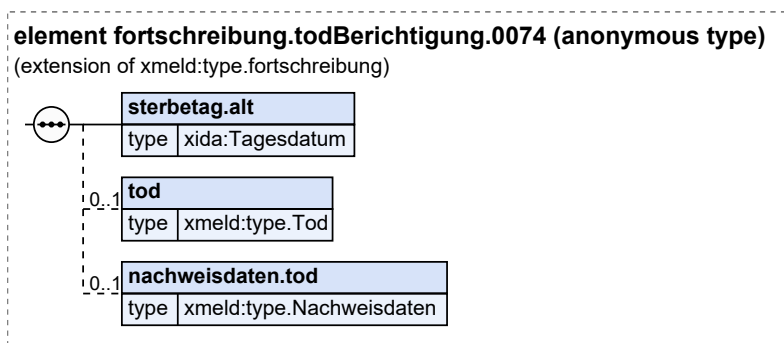 element fortschreibung.todBerichtigung.0074 (anonymous type)
(extension of xmeld:type.fortschreibung)
sterbetag.alt
type xida:Tagesdatum
0..1 tod
type xmeld:type.Tod
0..1 nachweisdaten.tod
type xmeld:type.Nachweisdaten